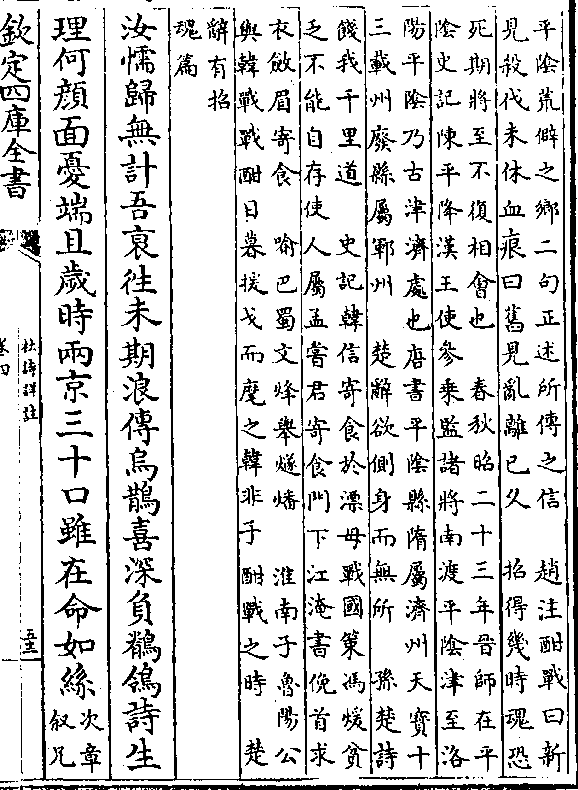 平陰荒僻之鄉二句正述所傳之信　趙注酣戰曰新
見殺伐未休血痕曰舊見亂離已久　招得幾時魂恐
死期將至不復相會也　春秋昭二十三年晉師在平
陰史記陳平降漢王使參乗監諸將南渡平陰津至洛
陽平陰乃古津濟處也唐書平陰縣隋屬濟州天寶十
三載州廢縣屬鄆州　楚辭欲側身而無所　孫楚詩
餞我千里道　史記韓信寄食於漂母戰國策馮煖貧
乏不能自存使人屬孟嘗君寄食門下江淹書俛首求
衣斂眉寄食　喻巴蜀文烽舉燧燔　淮南子魯陽公
與韓戰戰酣日暮援戈而麾之韓非子　酣戰之時　楚
辭有招
魂篇
汝懦歸無計吾衰往未期浪傳烏鵲喜深負鶺鴒詩生
理何顔面憂端且歲時兩京三十口雖在命如絲
次章
叙兄
欽定四庫全書
杜詩詳註
卷四
五十三